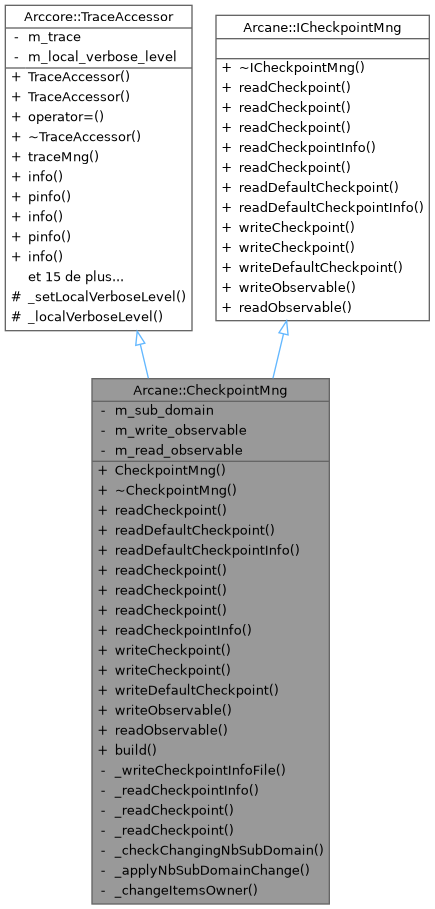 Arccore::TraceAccessor
- m_trace
- m_local_verbose_level
+ TraceAccessor()
+ TraceAccessor()
+ operator=()
+ ~TraceAccessor()
+ traceMng()
+ info()
+ pinfo()
+ info()
+ pinfo()
+ info()
et 15 de plus...
# _setLocalVerboseLevel()
# _localVerboseLevel()
Arcane::ICheckpointMng
+ ~ICheckpointMng()
+ readCheckpoint()
+ readCheckpoint()
+ readCheckpoint()
+ readCheckpointInfo()
+ readCheckpoint()
+ readDefaultCheckpoint()
+ readDefaultCheckpointInfo()
+ writeCheckpoint()
+ writeCheckpoint()
+ writeDefaultCheckpoint()
+ writeObservable()
+ readObservable()
Arcane::CheckpointMng
- m_sub_domain
- m_write_observable
- m_read_observable
+ CheckpointMng()
+ ~CheckpointMng()
+ readCheckpoint()
+ readDefaultCheckpoint()
+ readDefaultCheckpointInfo()
+ readCheckpoint()
+ readCheckpoint()
+ readCheckpoint()
+ readCheckpointInfo()
+ writeCheckpoint()
+ writeCheckpoint()
+ writeDefaultCheckpoint()
+ writeObservable()
+ readObservable()
+ build()
- _writeCheckpointInfoFile()
- _readCheckpointInfo()
- _readCheckpoint()
- _readCheckpoint()
- _checkChangingNbSubDomain()
- _applyNbSubDomainChange()
- _changeItemsOwner()